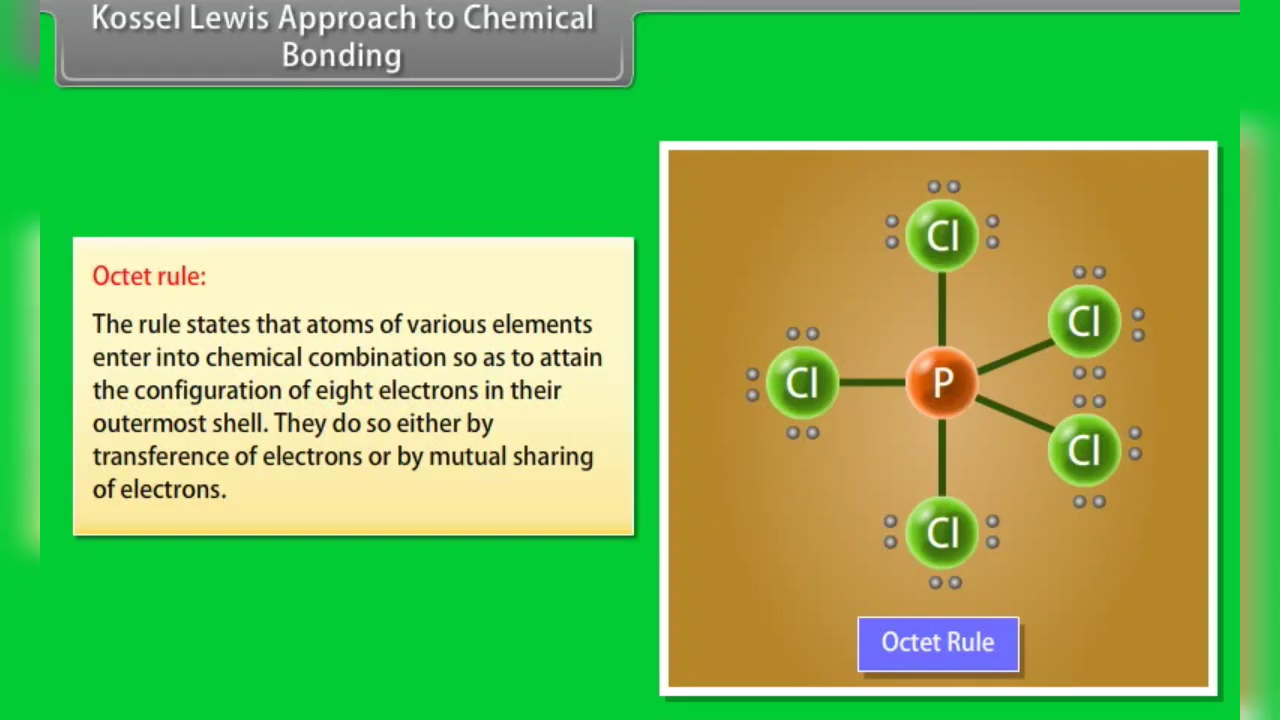 Kossel Lewis Approach to Chemical
Bonding
Octet rule:
The rule states that atoms of various elements
enter into chemical combination so as to attain
the configuration of eight electrons in their
outermost shell. They do so either by
transference of electrons or by mutual sharing
of electrons.
Cl
Cl
Cl
P
Cl
Cl
Octet Rule